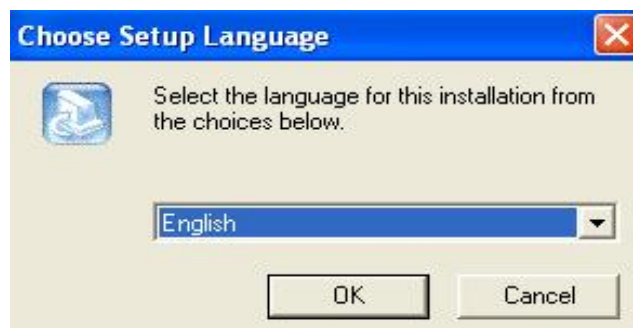 Choose Setup Language
Select the language for this installation from
the choices below.
English
OK
Cancel